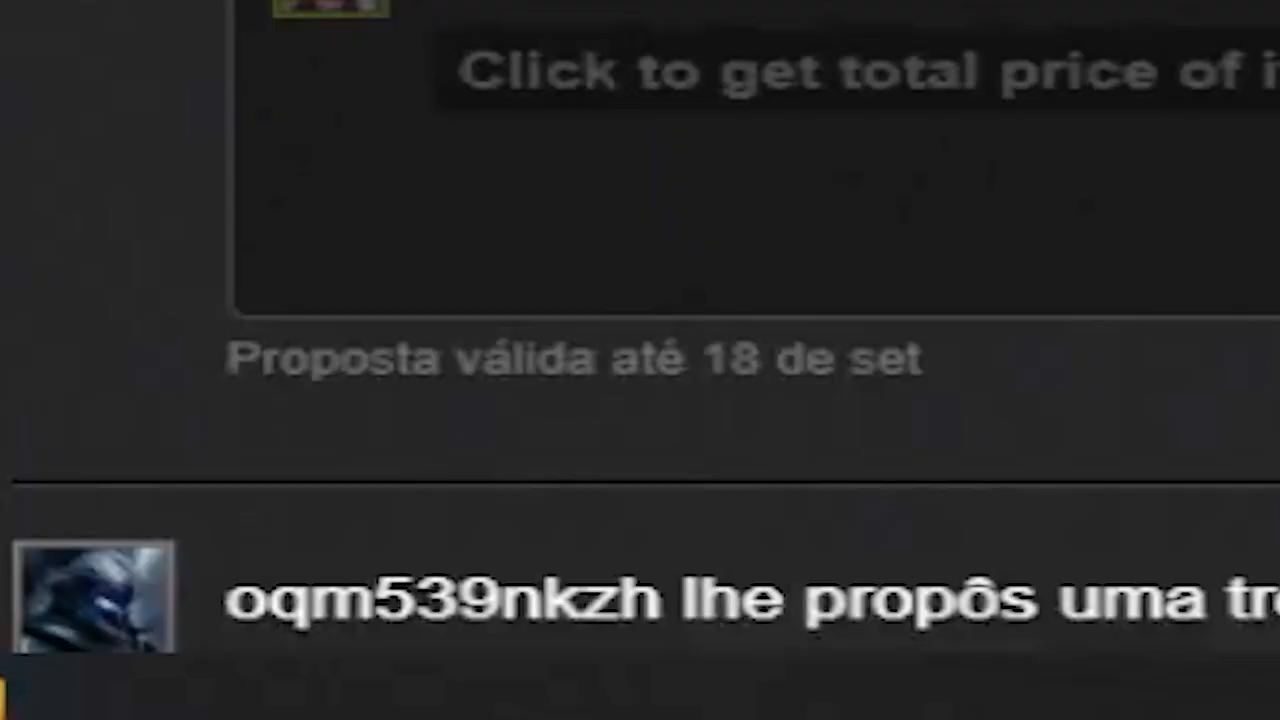 Click to get total price of
Proposta válida até 18 de set
oqm539nkzh lhe propôs uma